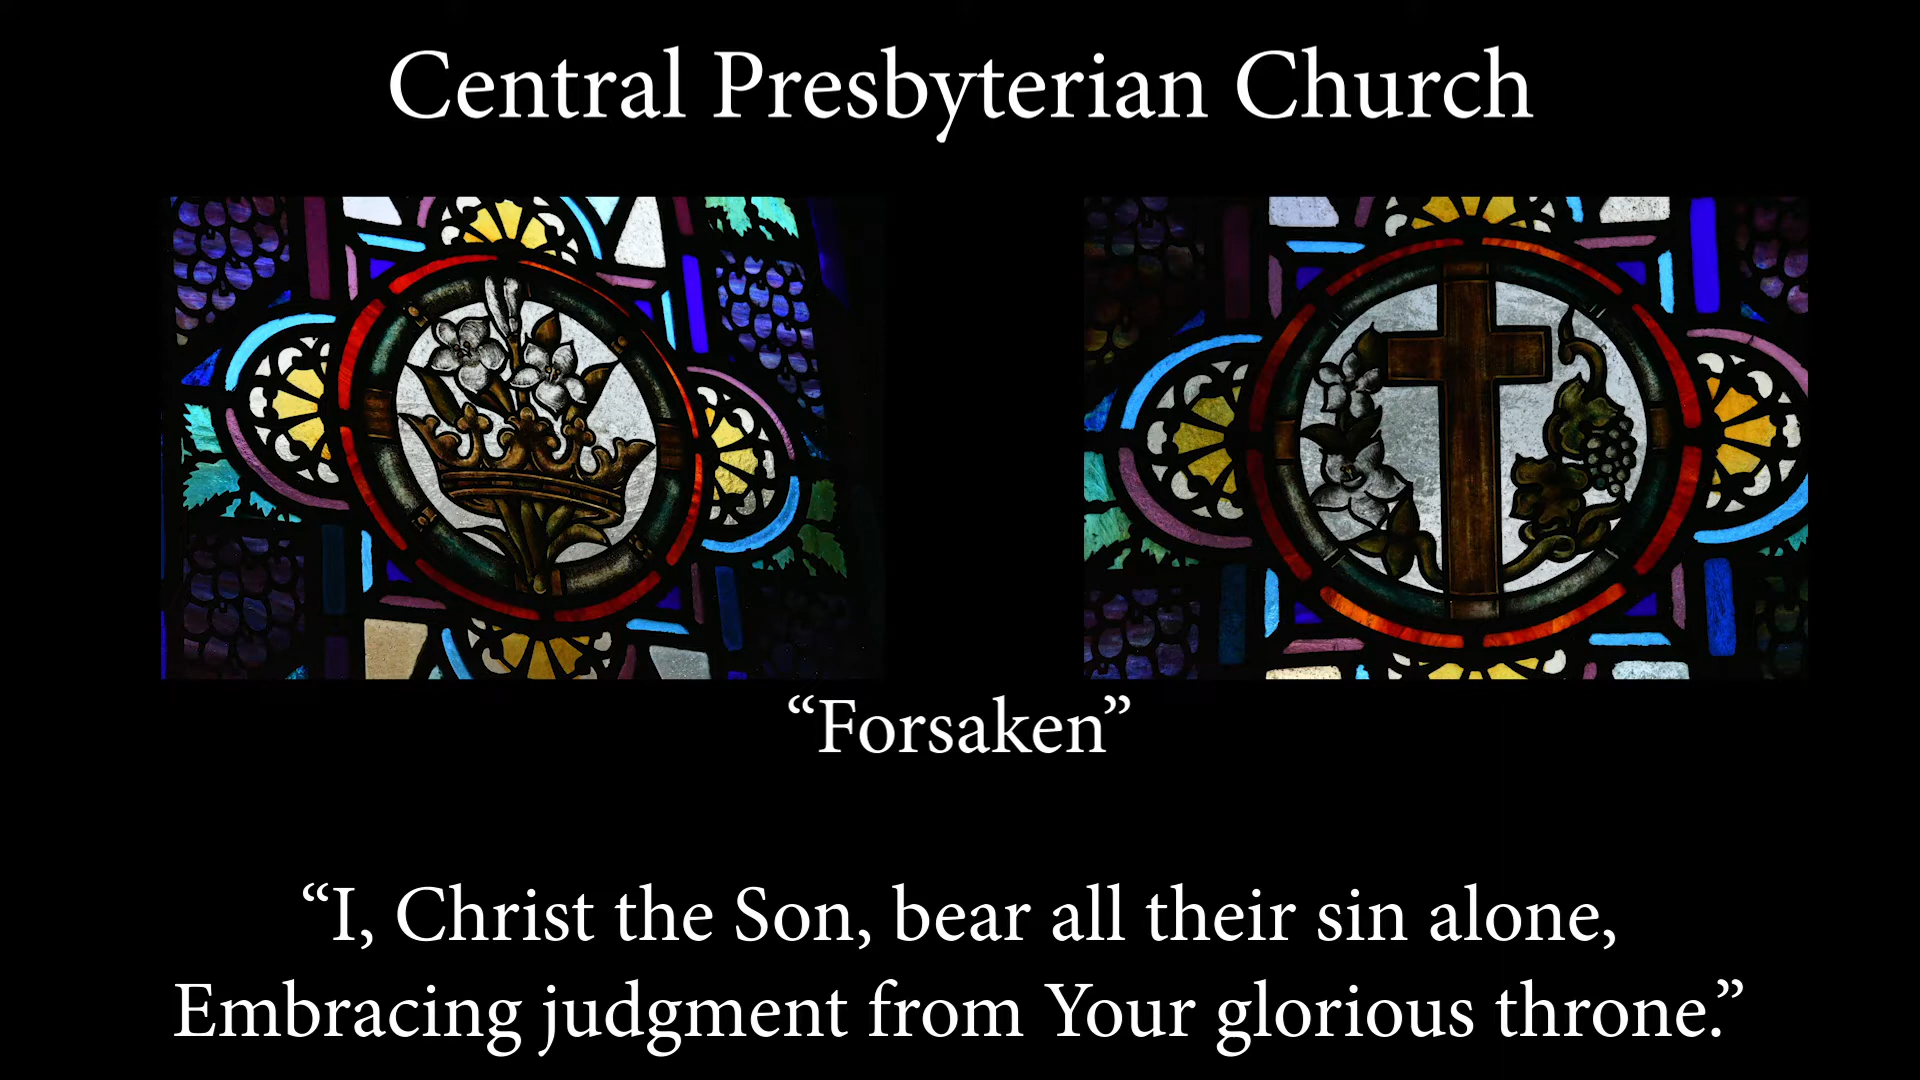 Central Presbyterian Church
“Forsaken”
“I, Christ the Son, bear all their sin alone,
Embracing judgment from Your glorious throne.”